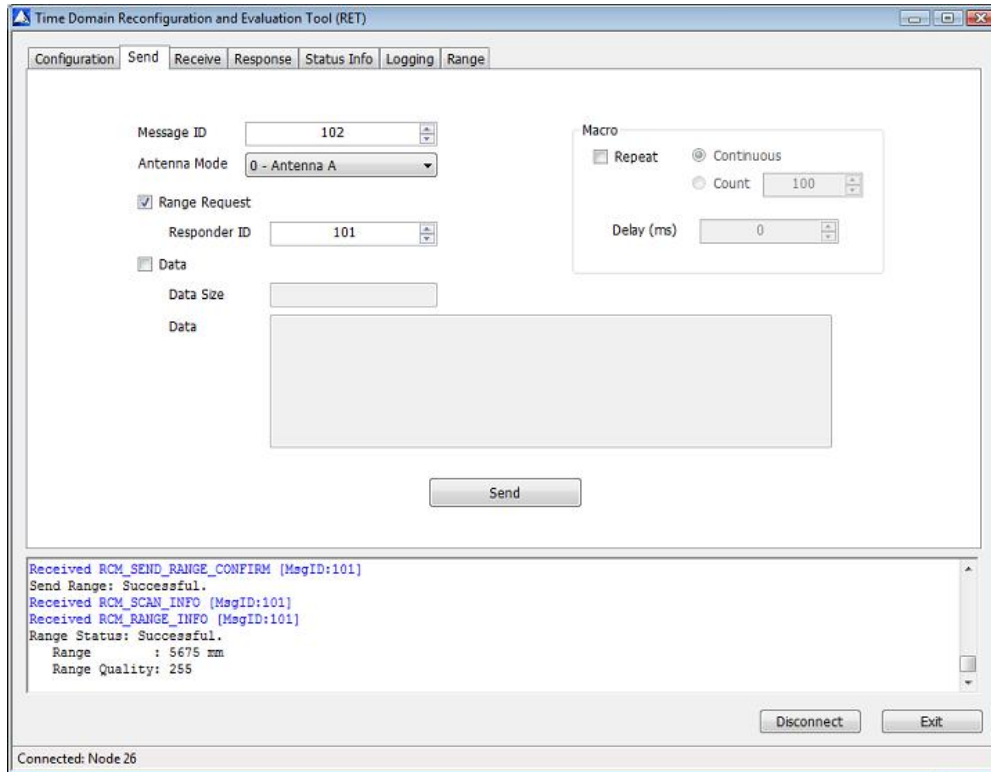 Time Domain Reconfiguration and Evaluation Tool (RET)
Configuration Send Receive Response Status Info Logging Range
Message ID 102
Antenna Mode 0 - Antenna A
Range Request
Responder ID 101
Data
Data Size
Data
Macro
Repeat Continuous
Count 100
Delay (ms) 0
Send
Received RCM_SEND_RANGE_CONFIRM [MsgID:101]
Send Range: Successful.
Received RCM_SCAN_INFO [MsgID:101]
Received RCM_RANGE_INFO [MsgID:101]
Range Status: Successful.
Range : 5675 mm
Range Quality: 255
Disconnect Exit
Connected: Node 26